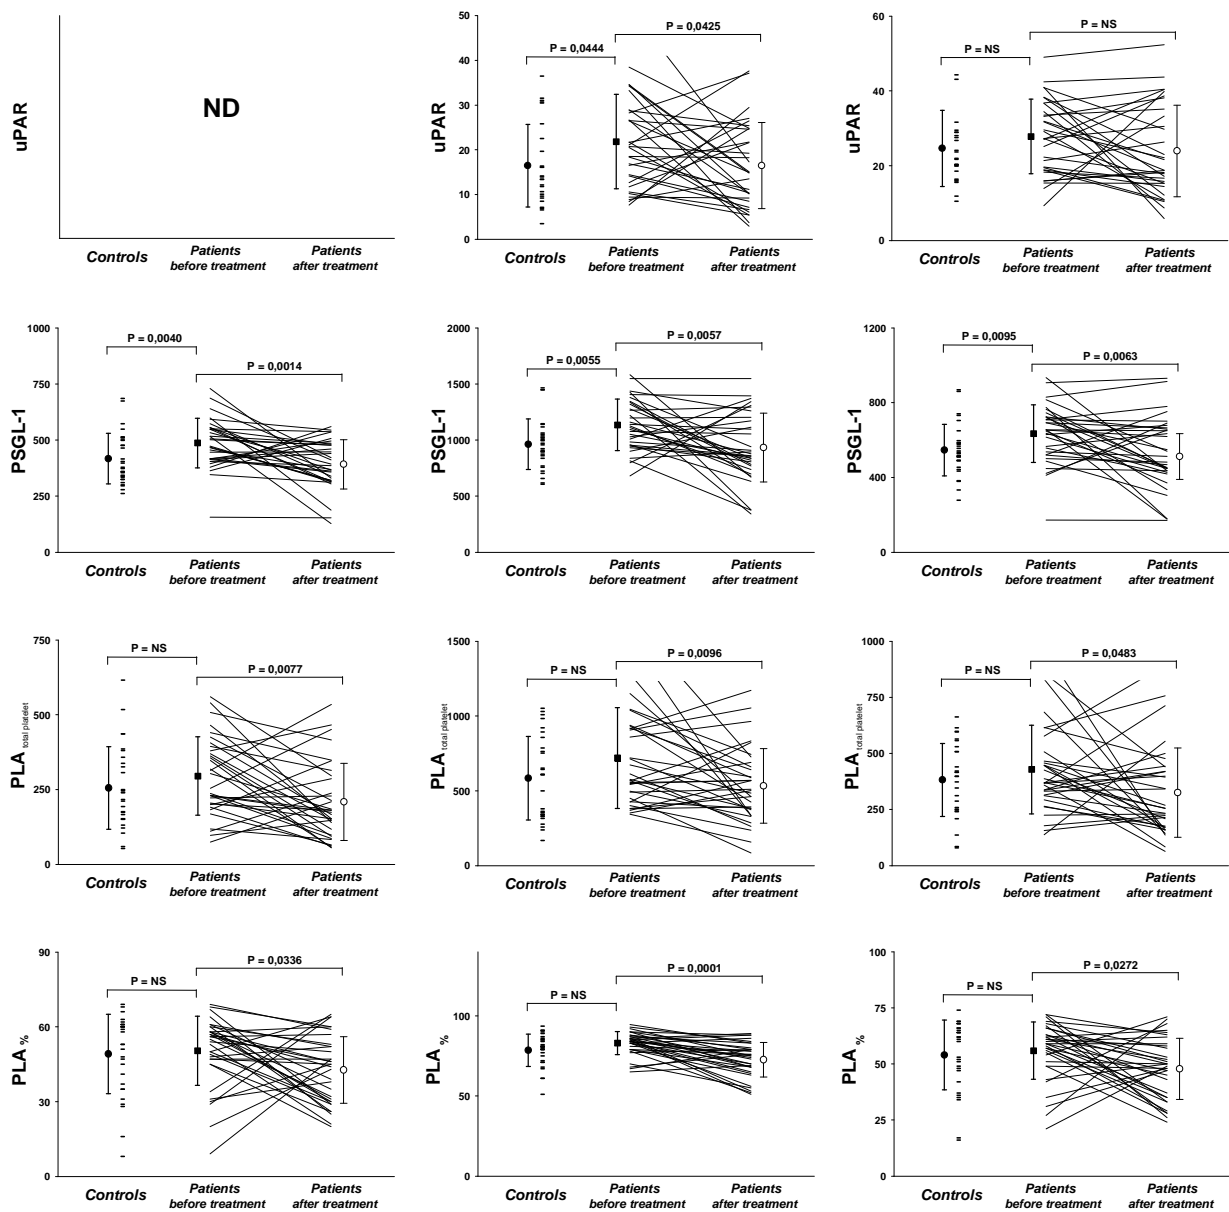 uPAR
ND
Controls
Patients
before treatment
Patients
after treatment
uPAR
50
40
30
20
10
0
P = 0,0444
P = 0,0425
Controls
Patients
before treatment
Patients
after treatment
uPAR
60
40
20
0
P = NS
P = NS
Controls
Patients
before treatment
Patients
after treatment
PSGL-1
1000
750
500
250
0
P = 0,0040
P = 0,0014
Controls
Patients
before treatment
Patients
after treatment
PSGL-1
2000
1500
1000
500
0
P = 0,0055
P = 0,0057
Controls
Patients
before treatment
Patients
after treatment
PSGL-1
1200
800
400
0
P = 0,0095
P = 0,0063
Controls
Patients
before treatment
Patients
after treatment
PLA total platelet
750
500
250
0
P = NS
P = 0,0077
Controls
Patients
before treatment
Patients
after treatment
PLA total platelet
1500
1000
500
0
P = NS
P = 0,0096
Controls
Patients
before treatment
Patients
after treatment
PLA total platelet
1000
750
500
250
0
P = NS
P = 0,0483
Controls
Patients
before treatment
Patients
after treatment
PLA %
90
60
30
0
P = NS
P = 0,0336
Controls
Patients
before treatment
Patients
after treatment
PLA %
100
50
0
P = NS
P = 0,0001
Controls
Patients
before treatment
Patients
after treatment
PLA %
100
75
50
25
0
P = NS
P = 0,0272
Controls
Patients
before treatment
Patients
after treatment